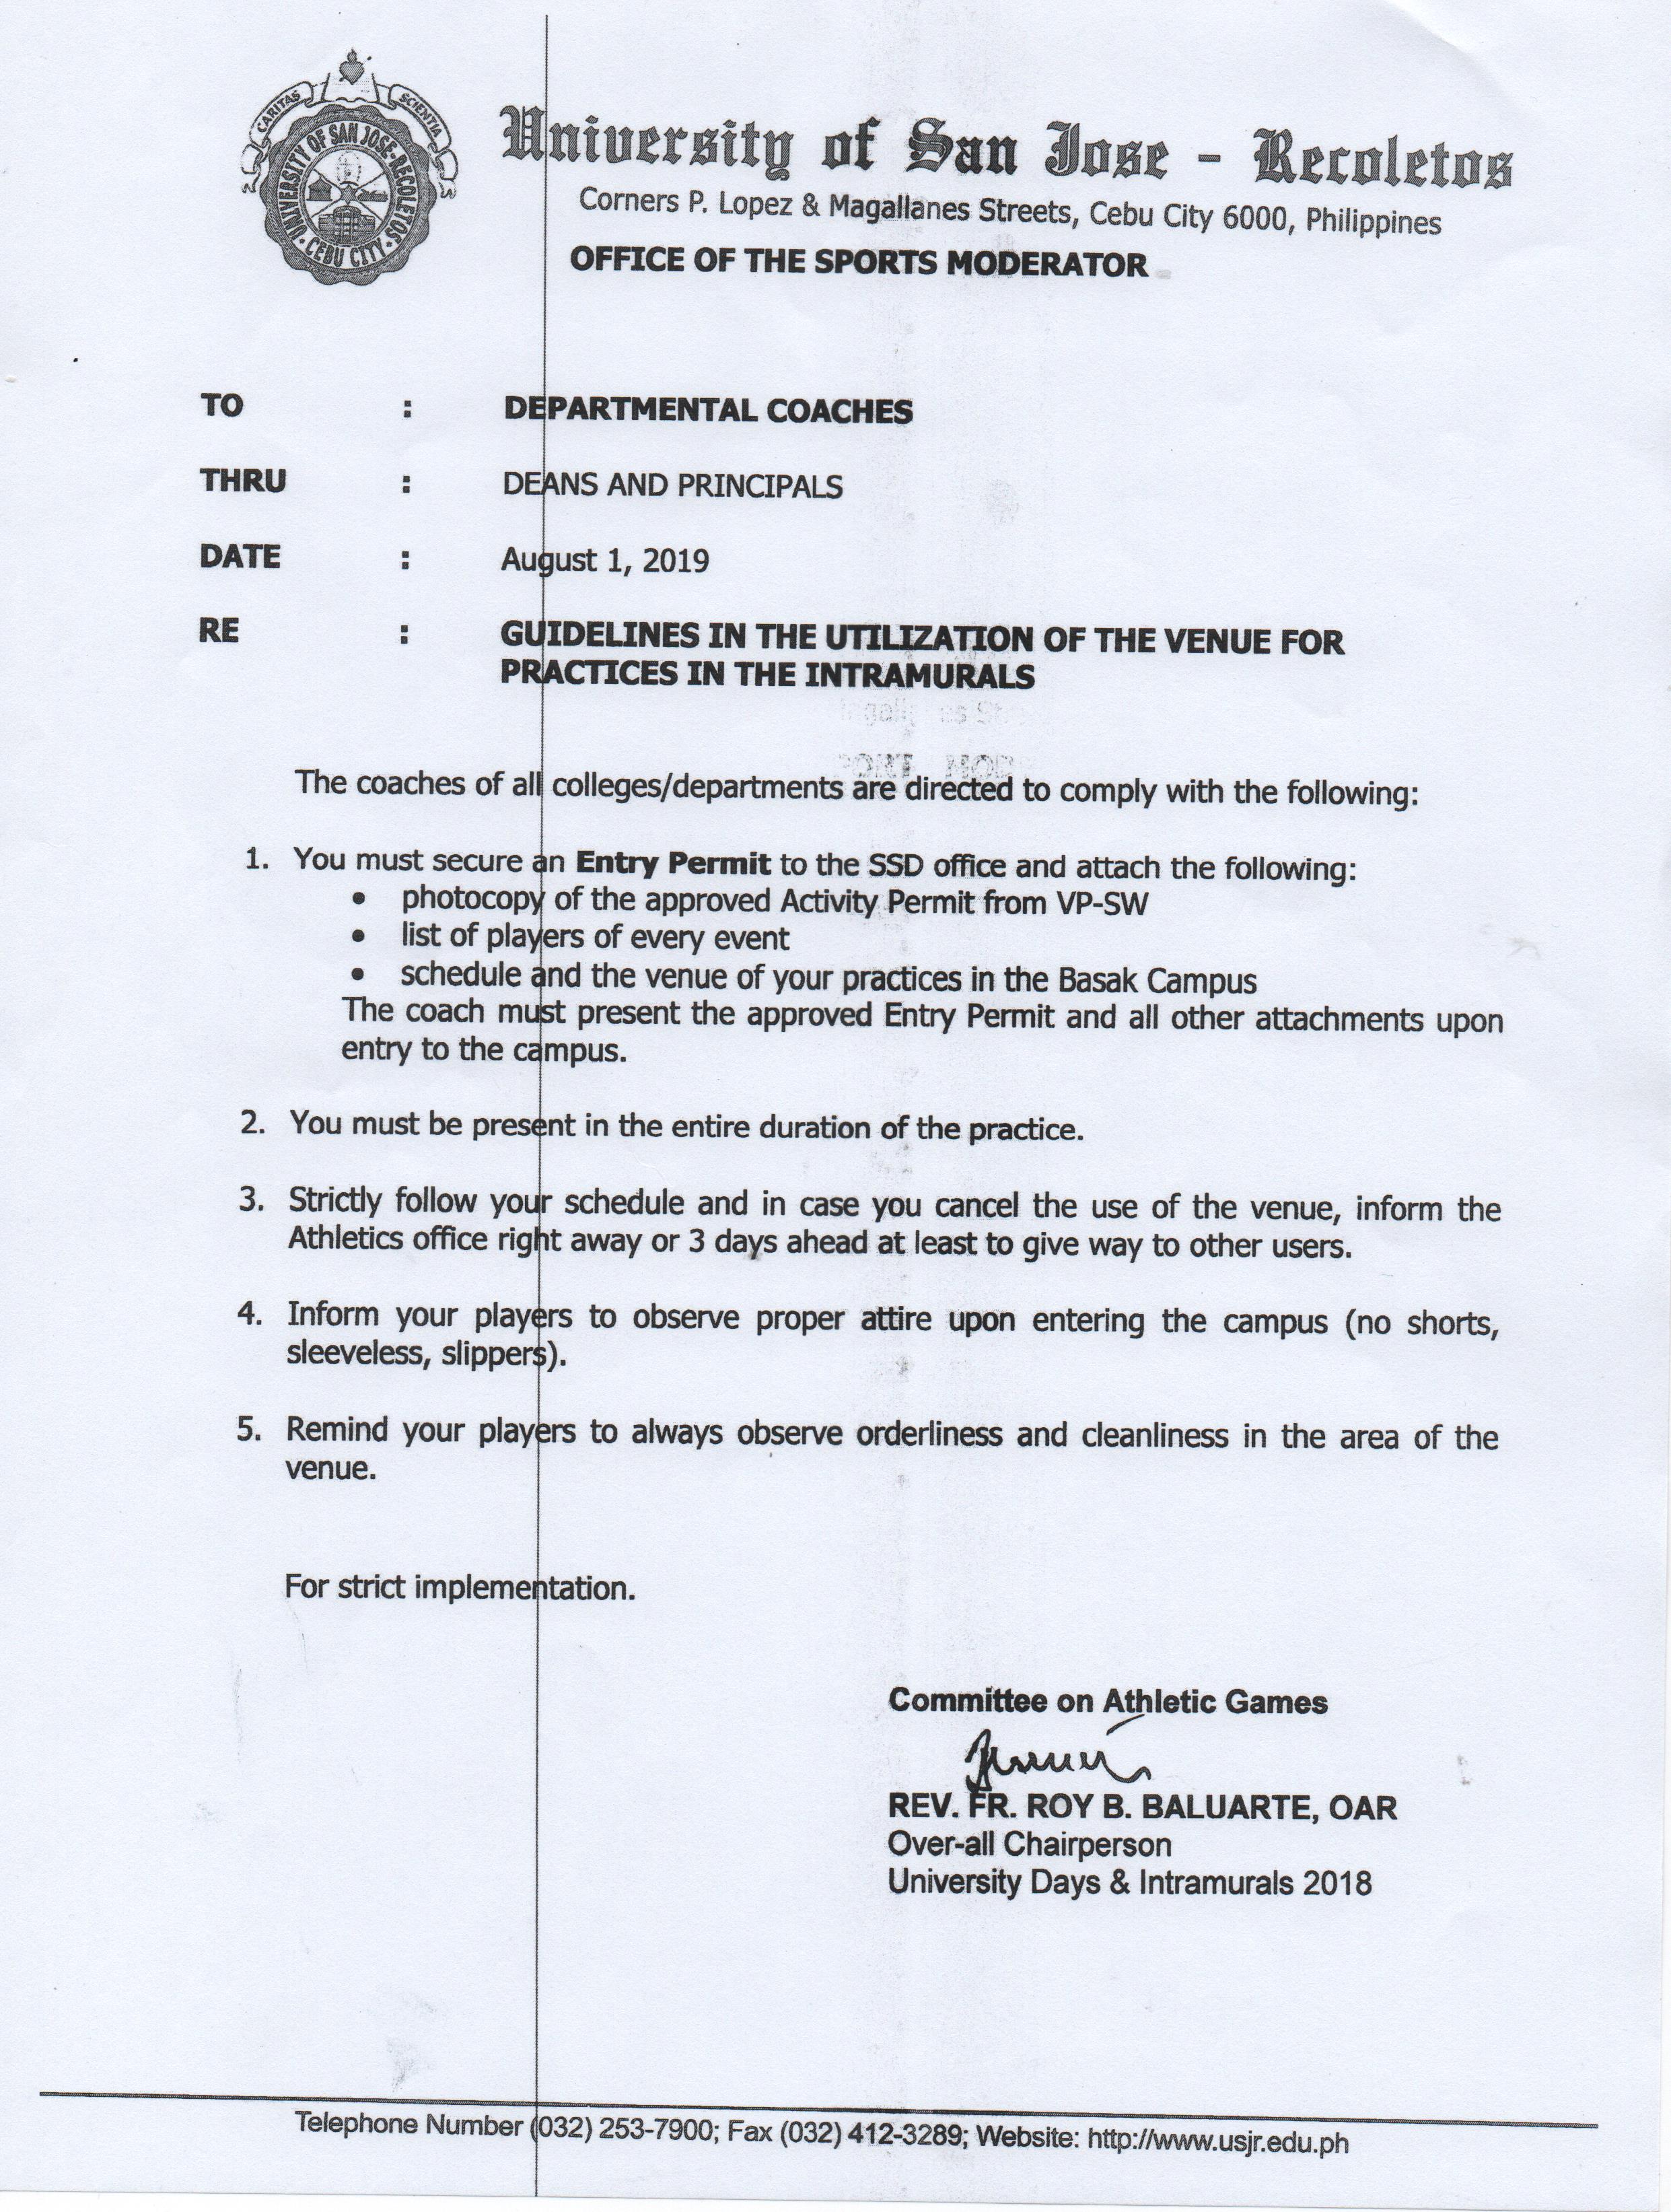 CARITAS
SCIENTIA
UNIVERSITY OF SAN JOSE-RECOLETOS
CEBU CITY
University of San Jose - Recoletos
Corners P. Lopez & Magallanes Streets, Cebu City 6000, Philippines
OFFICE OF THE SPORTS MODERATOR
TO : DEPARTMENTAL COACHES
THRU : DEANS AND PRINCIPALS
DATE : August 1, 2019
RE : GUIDELINES IN THE UTILIZATION OF THE VENUE FOR
PRACTICES IN THE INTRAMURALS
The coaches of all colleges/departments are directed to comply with the following:
1. You must secure an Entry Permit to the SSD office and attach the following:
• photocopy of the approved Activity Permit from VP-SW
• list of players of every event
• schedule and the venue of your practices in the Basak Campus
The coach must present the approved Entry Permit and all other attachments upon
entry to the campus.
2. You must be present in the entire duration of the practice.
3. Strictly follow your schedule and in case you cancel the use of the venue, inform the
Athletics office right away or 3 days ahead at least to give way to other users.
4. Inform your players to observe proper attire upon entering the campus (no shorts,
sleeveless, slippers).
5. Remind your players to always observe orderliness and cleanliness in the area of the
venue.
For strict implementation.
Committee on Athletic Games
REV. FR. ROY B. BALUARTE, OAR
Over-all Chairperson
University Days & Intramurals 2018
Telephone Number (032) 253-7900; Fax (032) 412-3289; Website: http://www.usjr.edu.ph